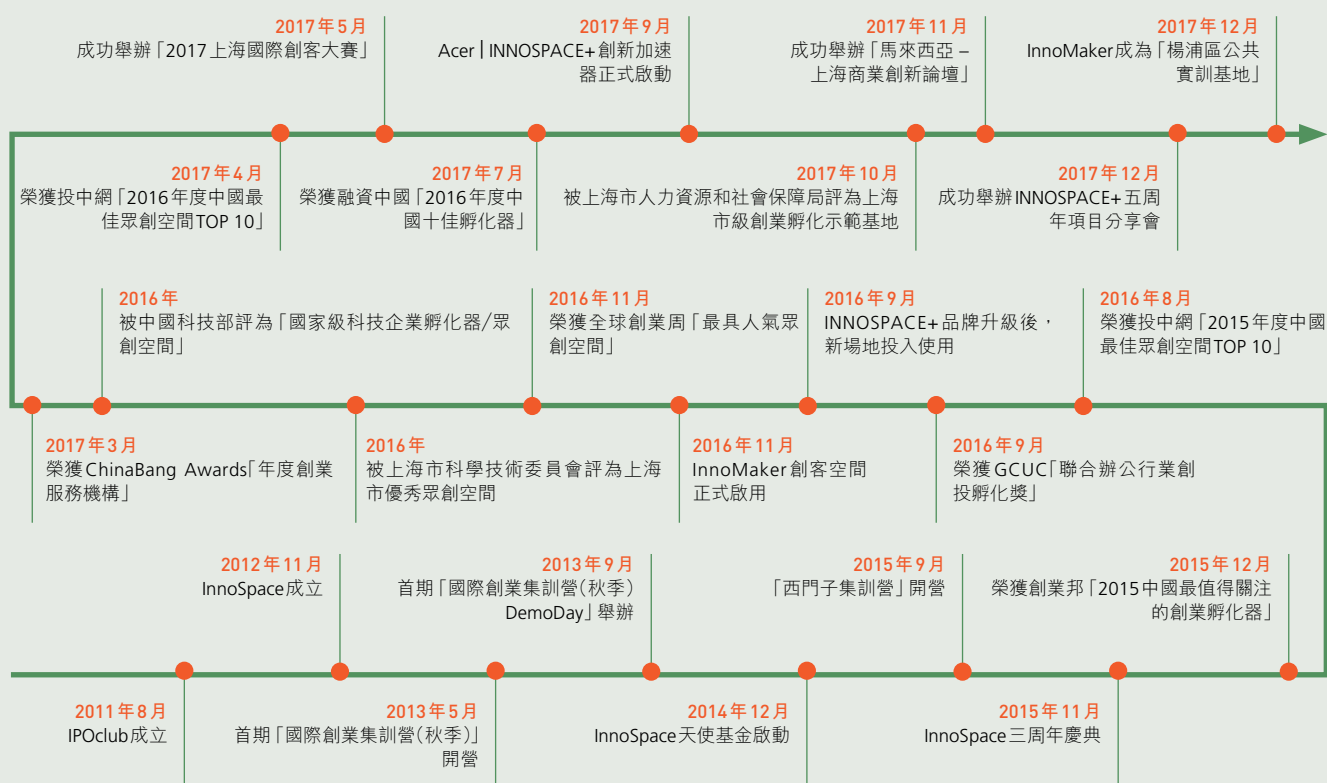 2017年5月
成功舉辦「2017上海國際創客大賽」
2017年9月
Acer | INNOSPACE+創新加速
器正式啟動
2017年11月
成功舉辦「馬來西亞 –
上海商業創新論壇」
2017年12月
InnoMaker成為「楊浦區公共
實訓基地」
2017年4月
榮獲投中網「2016年度中國最
佳眾創空間TOP 10」
2017年7月
榮獲融資中國「2016年度中
國十佳孵化器」
2017年10月
被上海市人力資源和社會保障局評為上海
市級創業孵化示範基地
2017年12月
成功舉辦INNOSPACE+五周
年項目分享會
2016年
被中國科技部評為「國家級科技企業孵化器/眾
創空間」
2016年11月
榮獲全球創業周「最具人氣眾
創空間」
2016年9月
INNOSPACE+品牌升級後，
新場地投入使用
2016年8月
榮獲投中網「2015年度中國
最佳眾創空間TOP 10」
2017年3月
榮獲ChinaBang Awards「年度創業
服務機構」
2016年
被上海市科學技術委員會評為上海
市優秀眾創空間
2016年11月
InnoMaker創客空間
正式啟用
2016年9月
榮獲GCUC「聯合辦公行業創
投孵化獎」
2012年11月
InnoSpace成立
2013年9月
首期「國際創業集訓營(秋季)
DemoDay」舉辦
2015年9月
「西門子集訓營」開營
2015年12月
榮獲創業邦「2015中國最值得關注
的創業孵化器」
2011年8月
IPOclub成立
2013年5月
首期「國際創業集訓營(秋季)」
開營
2014年12月
InnoSpace天使基金啟動
2015年11月
InnoSpace三周年慶典